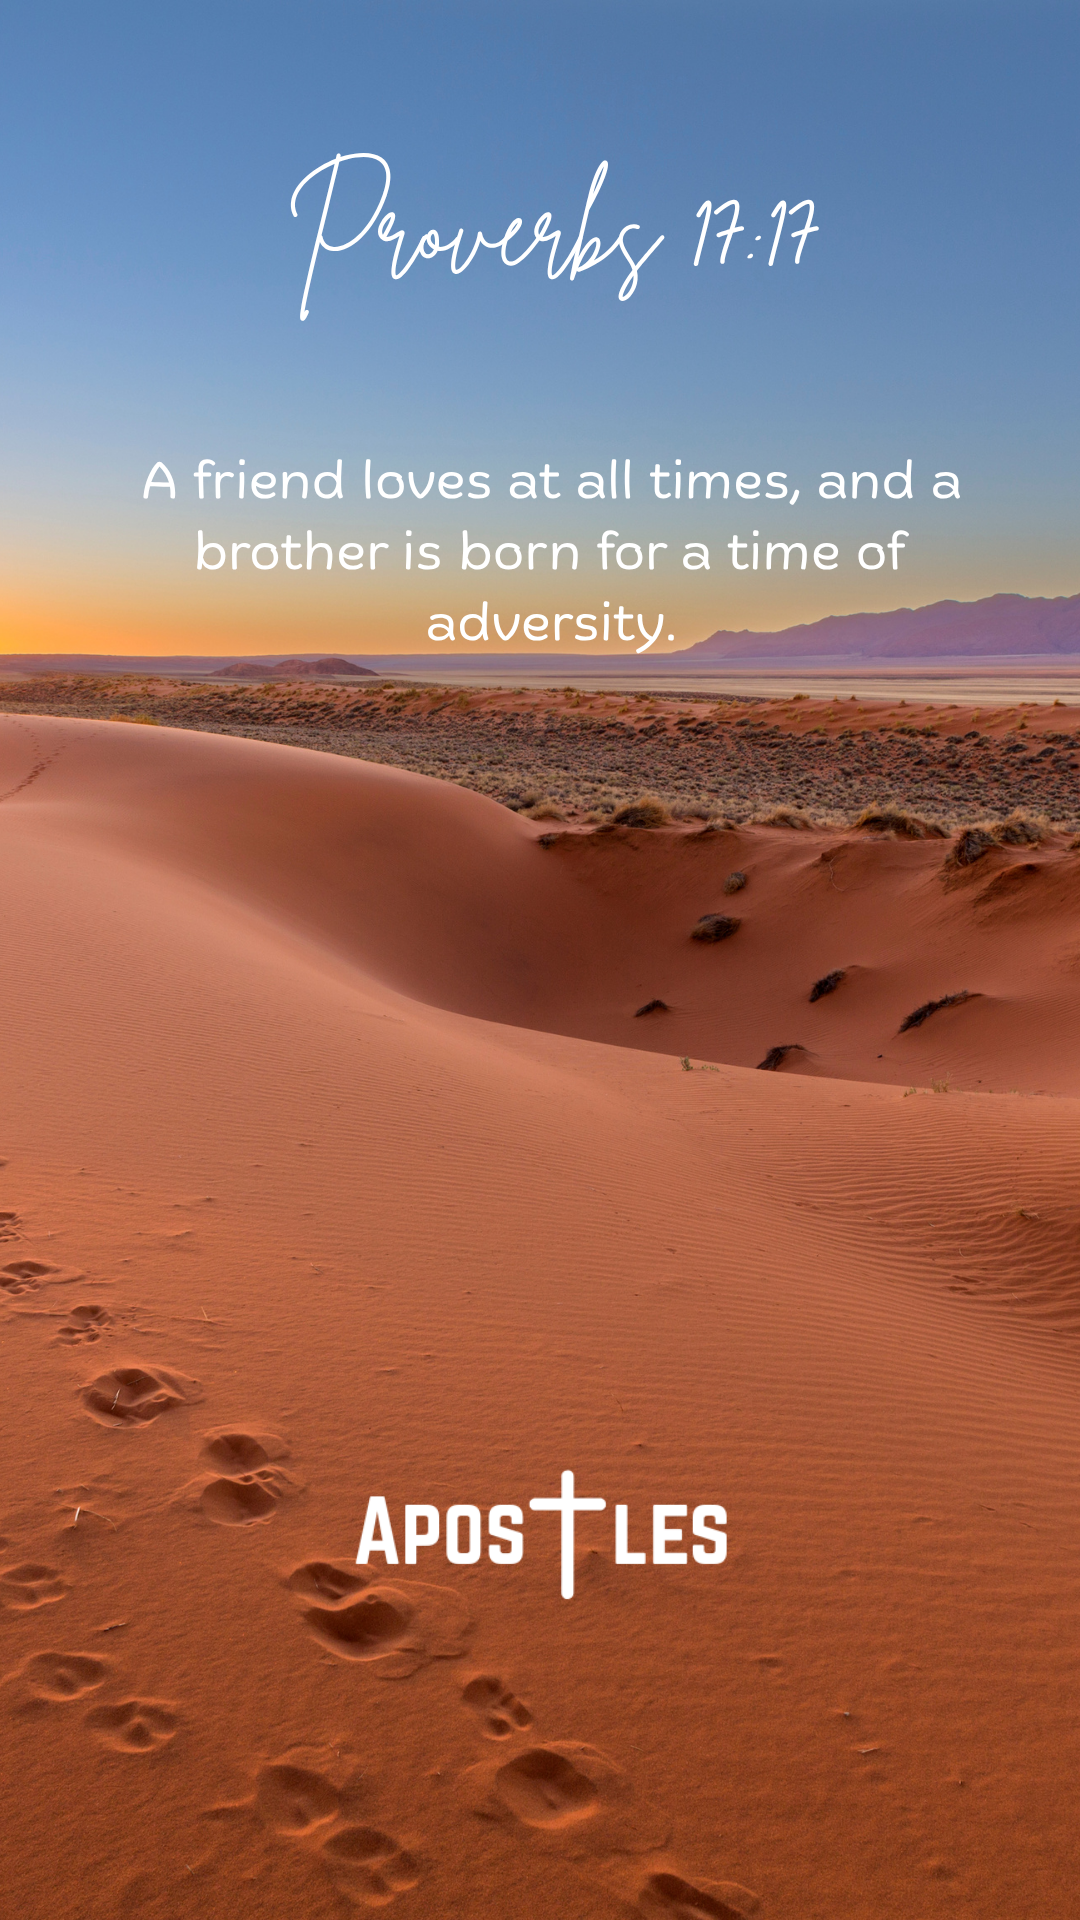 Proverbs 17:17
A friend loves at all times, and a
brother is born for a time of
adversity.
APOSTLES